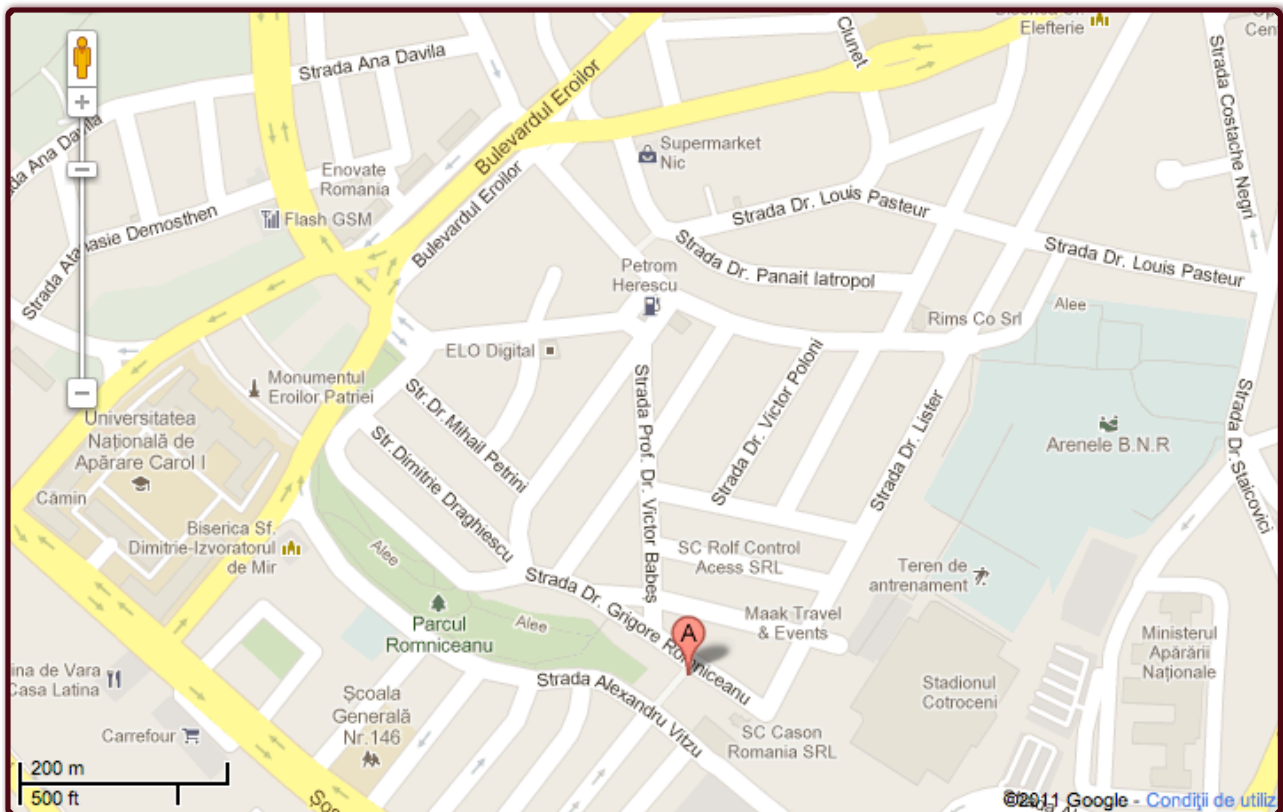 Biserica Sf.
Elefterie
Clunet
Strada Ana Davila
Bulevardul Eroilor
Strada Costache Negri
Supermarket
Nic
Ana Davila
Enovate
Romania
Flash GSM
Strada Atanasie Demosthen
Bulevardul Eroilor
Strada Dr. Louis Pasteur
Strada Dr. Panait Iatropol
Strada Dr. Louis Pasteur
Petrom
Herescu
Alee
Rims Co Srl
ELO Digital
Monumentul
Eroilor Patriei
Str.Dr.Mihail Petrini
Strada Prof. Dr. Victor Babeș
Strada Dr. Victor Poloni
Strada Dr. Lister
Arenele B.N.R
Strada Dr.Staicovici
Universitatea
Națională de
Apărare Carol I
Str.Dimitrie Draghiescu
Cămin
Biserica Sf.
Dimitrie-Izvoratorul
de Mir
Alee
SC Rolf Control
Acess SRL
Teren de
antrenament
Strada Dr. Grigore Romniceanu
Parcul
Romniceanu
Alee
A
Maak Travel
& Events
Ministerul
Apărării
Naționale
Strada Alexandru Vitzu
Stadionul
Cotroceni
de Vara
Casa Latina
Școala
Generală
Nr.146
Carrefour
SC Cason
Romania SRL
200 m
500 ft
©2011 Google - Condiții de utiliz